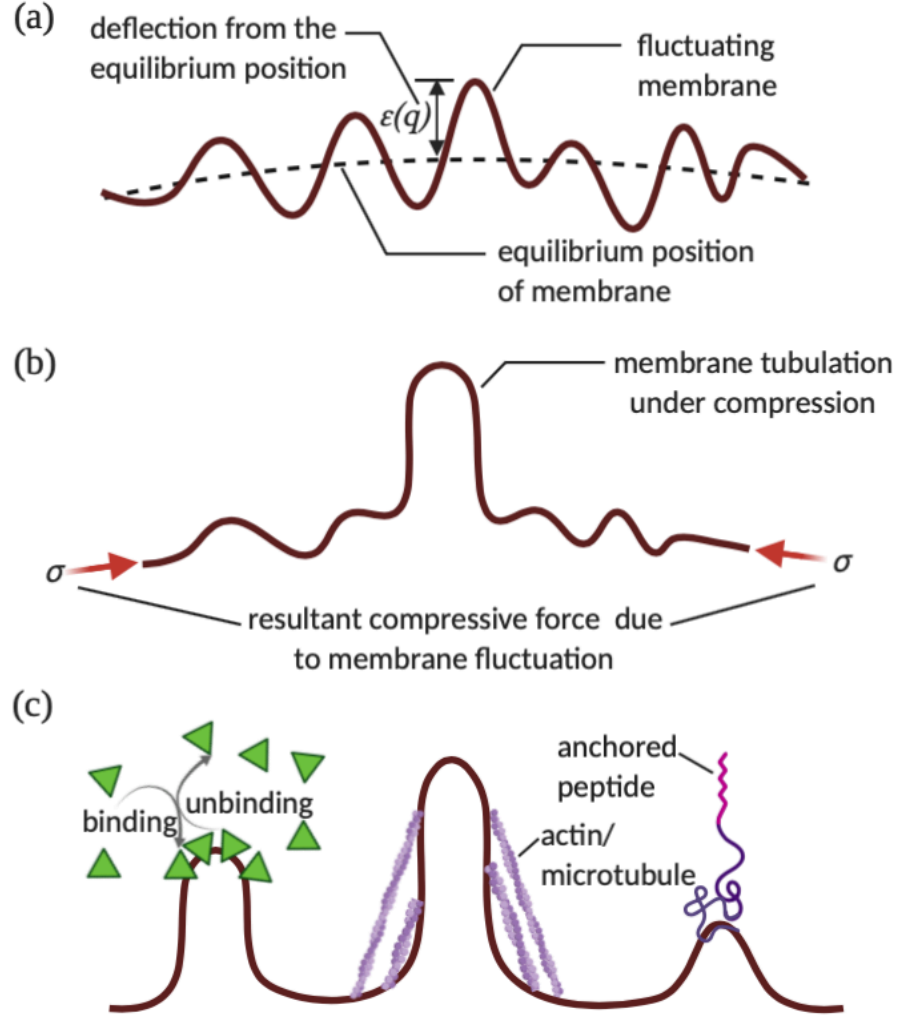 (a)
deflection from the
equilibrium position
fluctuating
membrane
ε(q)
equilibrium position
of membrane
(b)
membrane tubulation
under compression
σ
σ
resultant compressive force due
to membrane fluctuation
(c)
anchored
peptide
binding
unbinding
actin/
microtubule